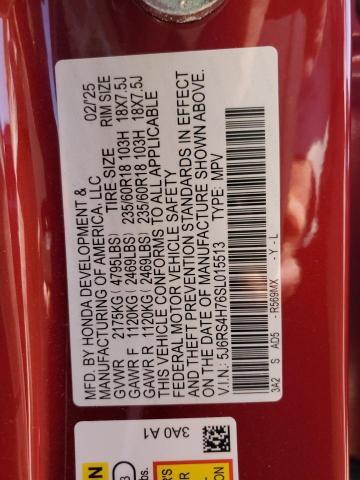 MFD. BY HONDA DEVELOPMENT & 02/'25
MANUFACTURING OF AMERICA, LLC
TIRE SIZE RIM SIZE
GVWR 2175KG( 4795LBS)
GAWR F 1120KG( 2469LBS) 235/60R18 103H 18X7.5J
GAWR R 1120KG( 2469LBS) 235/60R18 103H 18X7.5J
THIS VEHICLE CONFORMS TO ALL APPLICABLE
FEDERAL MOTOR VEHICLE SAFETY
AND THEFT PREVENTION STANDARDS IN EFFECT
ON THE DATE OF MANUFACTURE SHOWN ABOVE.
V.I.N.: 5J6RS4H76SL015513 TYPE: MPV
3A2 S AD5 - R569MX - Y - L
3A0 A1